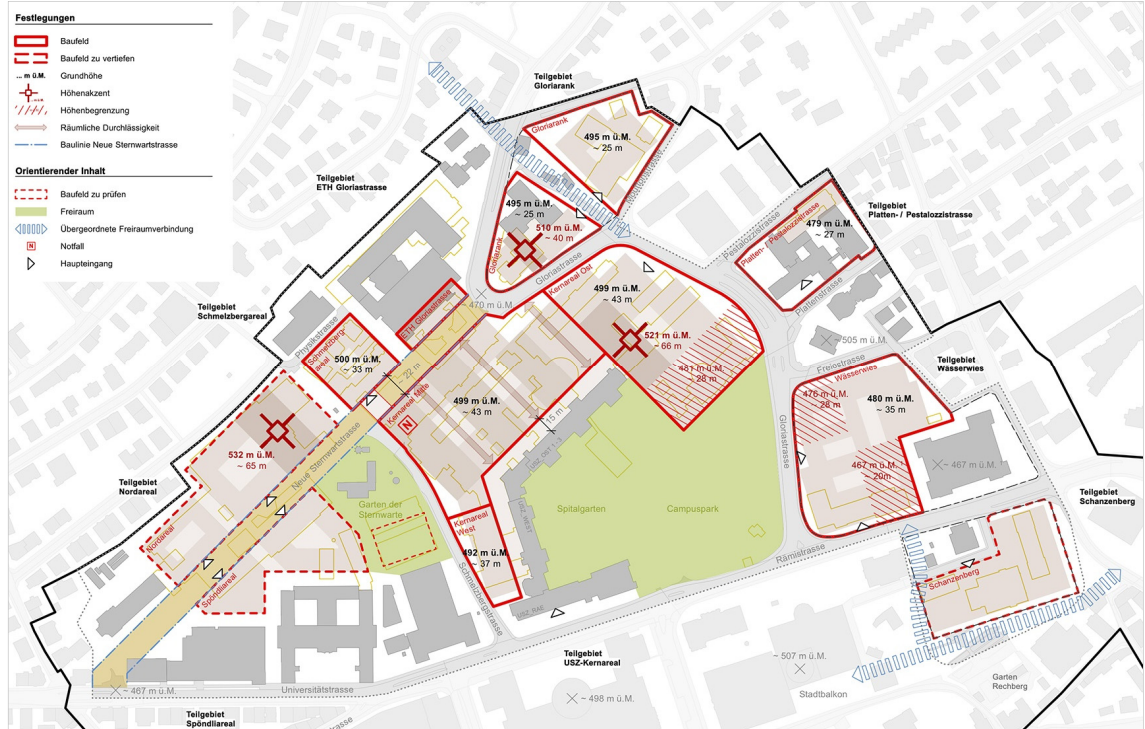 Festlegungen
Baufeld
Baufeld zu vertiefen
... m ü.M. Grundhöhe
Höhenakzent
Höhenbegrenzung
Räumliche Durchlässigkeit
Baulinie Neue Sternwartstrasse
Orientierender Inhalt
Baufeld zu prüfen
Freiraum
Übergeordnete Freiraumverbindung
N Notfall
Haupteingang
Teilgebiet
Gloriarank
Gloriarank
495 m ü.M.
~ 25 m
Teilgebiet
ETH Gloriastrasse
495 m ü.M.
~ 25 m
510 m ü.M.
~ 40 m
Gloriarank
Gloriastrasse
Teilgebiet
Platten- / Pestalozzistrasse
Pestalozzistrasse
Platten- Pestalozzistrasse
479 m ü.M.
~ 27 m
Plattenstrasse
Teilgebiet
Schmelzbergareal
Physikstrasse
Schmelzberg-
areal
500 m ü.M.
~ 33 m
ETH Gloriastrasse
~ 470 m ü.M.
~ 22 m
Kernareal Ost
499 m ü.M.
~ 43 m
521 m ü.M.
~ 66 m
481 m ü.M.
28 m
~ 505 m ü.M.
Freiestrasse
Teilgebiet
Wässerwies
Wässerwies
476 m ü.M.
~ 28 m
480 m ü.M.
~ 35 m
467 m ü.M.
20m
~ 467 m ü.M.
Gloriastrasse
Kernareal Mitte
499 m ü.M.
~ 43 m
~ 15 m
N
532 m ü.M.
~ 65 m
Neue Sternwartstrasse
Teilgebiet
Nordareal
Nordareal
Spöndliareal
Garten der
Sternwarte
Kernareal
West
492 m ü.M.
~ 37 m
USZ_OST 1-3
USZ_WEST
USZ_RAE
Spitalgarten
Campuspark
Schmelzbergstrasse
Rämistrasse
Teilgebiet
Schanzenberg
Schanzenberg
Teilgebiet
USZ-Kernareal
~ 507 m ü.M.
Stadtbalkon
~ 498 m ü.M.
Garten
Rechberg
~ 467 m ü.M.
Universitätstrasse
Teilgebiet
Spöndliareal